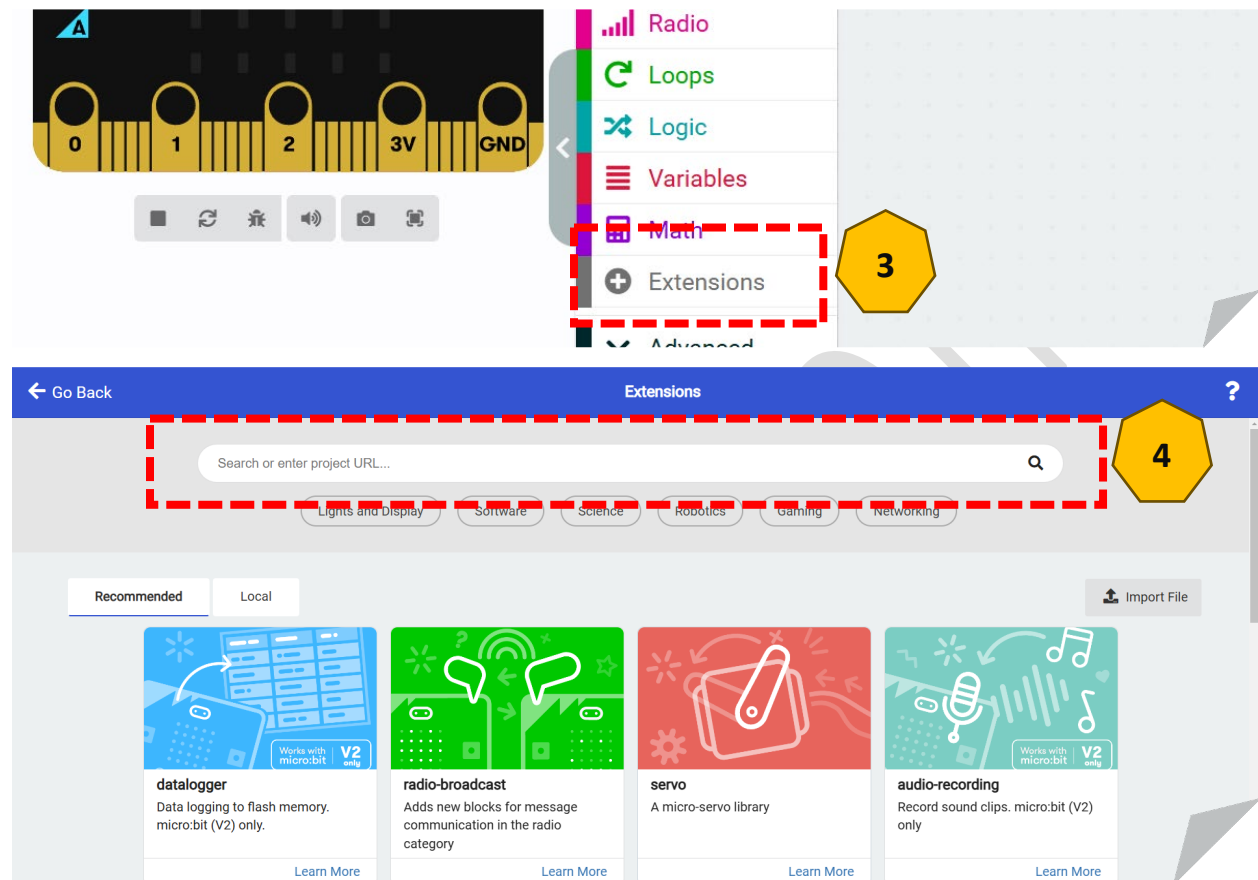 A
0
1
2
3V
GND
Radio
Loops
Logic
Variables
Math
Extensions
Advanced
3
Go Back
Extensions
?
Search or enter project URL...
4
Lights and Display
Software
Science
Robotics
Gaming
Networking
Recommended
Local
Import File
Works with
micro:bit
V2
only
datalogger
Data logging to flash memory.
micro:bit (V2) only.
Learn More
radio-broadcast
Adds new blocks for message
communication in the radio
category
Learn More
servo
A micro-servo library
Learn More
Works with
micro:bit
V2
only
audio-recording
Record sound clips. micro:bit (V2)
only
Learn More